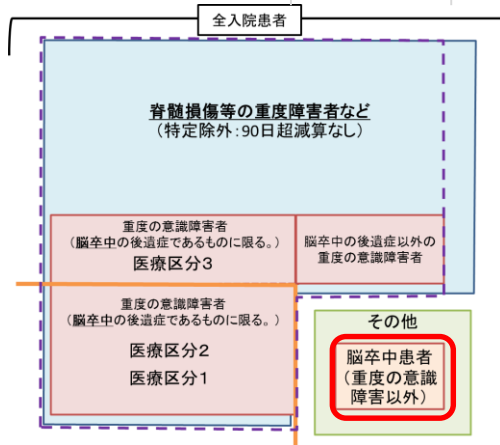 全入院患者
脊髄損傷等の重度障害者など
（特定除外：90日超減算なし）
重度の意識障害者
（脳卒中の後遺症であるものに限る。）
医療区分3
脳卒中の後遺症以外の
重度の意識障害者
重度の意識障害者
（脳卒中の後遺症であるものに限る。）
医療区分2
医療区分1
その他
脳卒中患者
（重度の意識
障害以外）